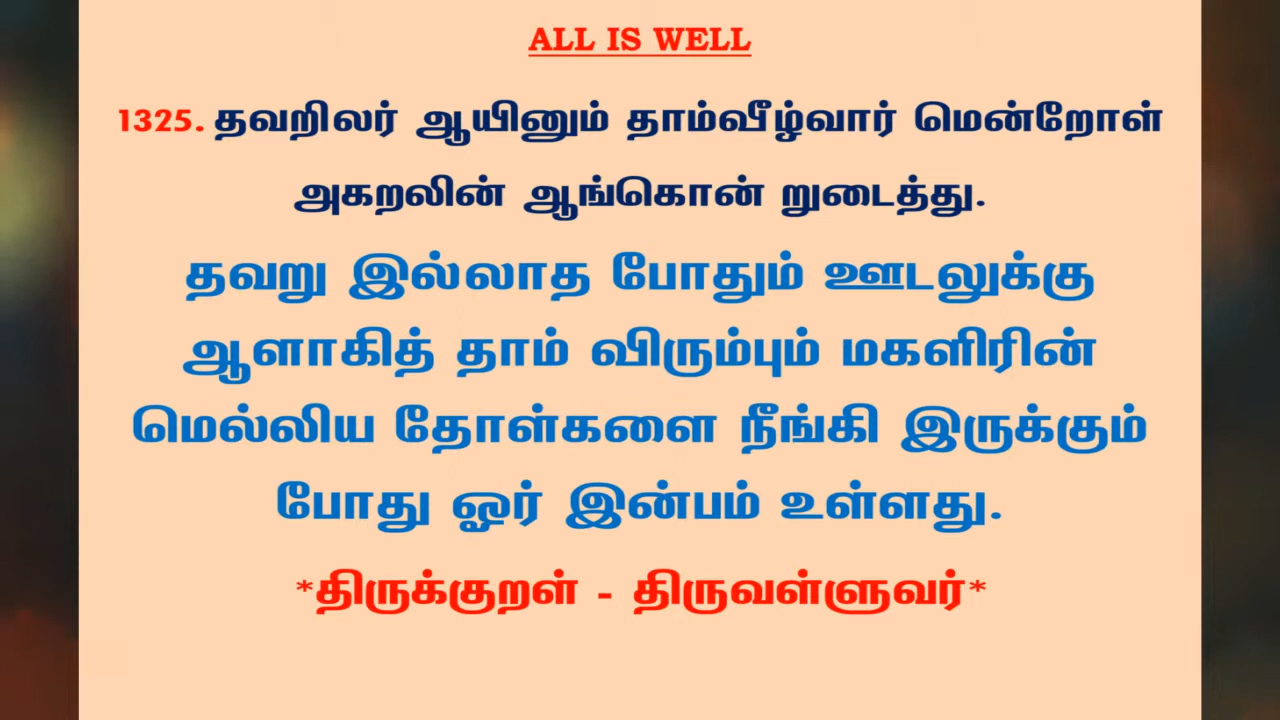 ALL IS WELL
1325. தவறிலர் ஆயினும் தாம்வீழ்வார் மென்றோள்
அகறலின் ஆங்கொன் றுடைத்து.
தவறு இல்லாத போதும் ஊடலுக்கு
ஆளாகித் தாம் விரும்பும் மகளிரின்
மெல்லிய தோள்களை நீங்கி இருக்கும்
போது ஓர் இன்பம் உள்ளது.
*திருக்குறள் - திருவள்ளுவர்*